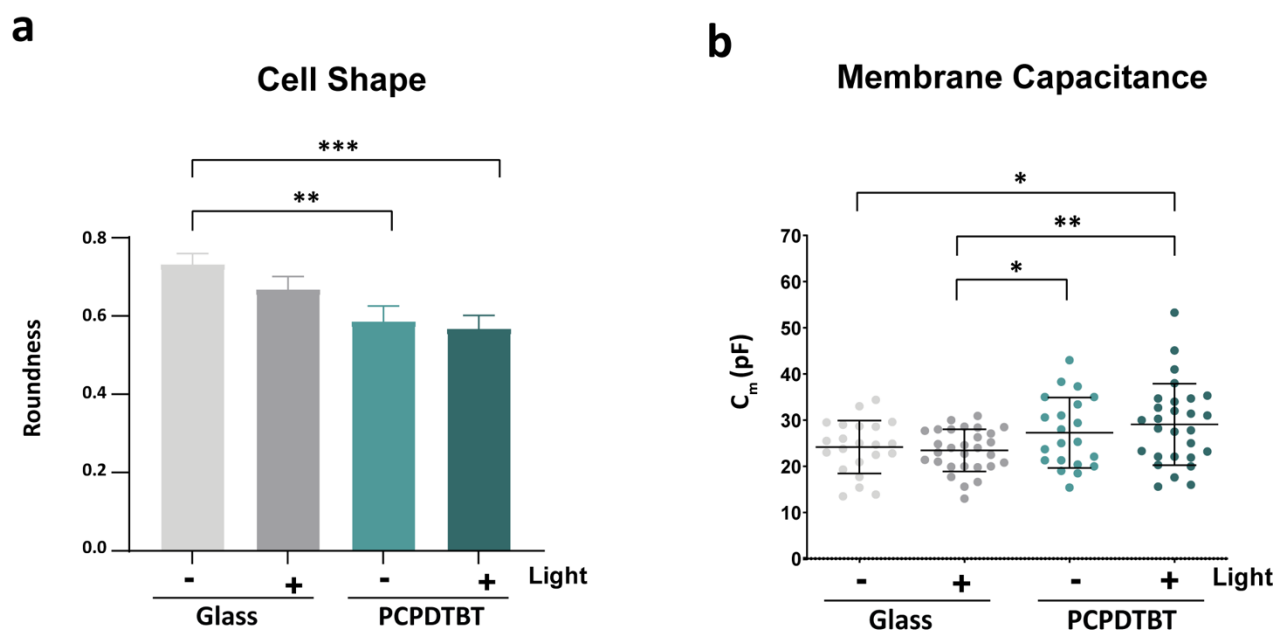 a
Cell Shape
***
**
0.8
0.6
0.4
0.2
0.0
Roundness
- + - + Light
Glass PCPDTBT
b
Membrane Capacitance
*
**
*
70
60
50
40
30
20
10
0
Cm (pF)
- + - + Light
Glass PCPDTBT